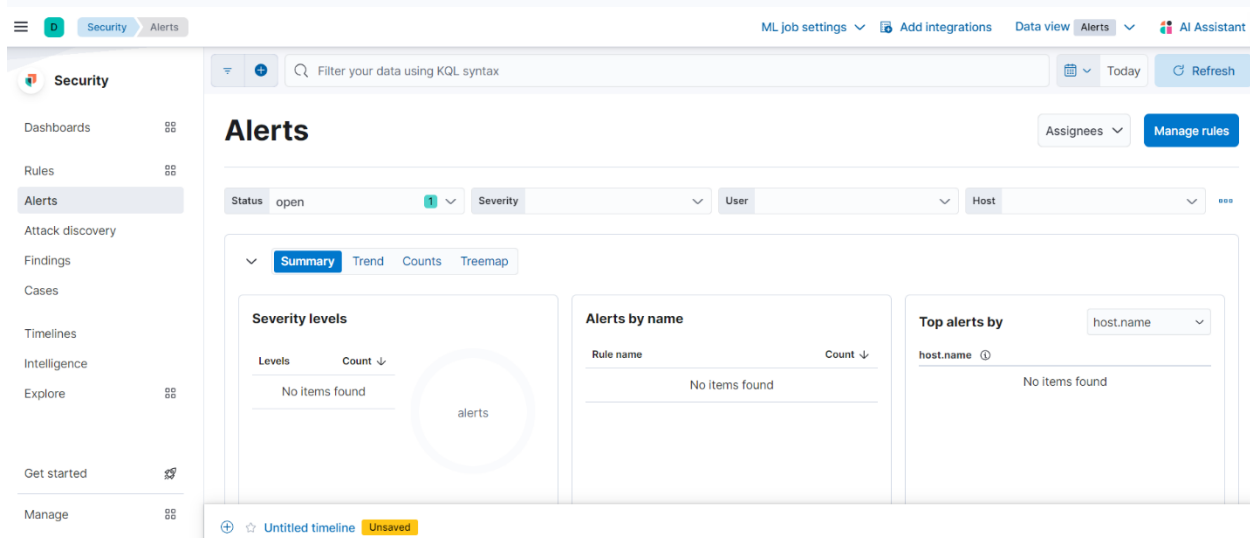 D Security Alerts ML job settings Add integrations Data view Alerts AI Assistant
Security
Filter your data using KQL syntax Today Refresh
Dashboards
Rules
Alerts
Attack discovery
Findings
Cases
Timelines
Intelligence
Explore
Get started
Manage
Alerts
Assignees Manage rules
Status open 1 Severity User Host
Summary Trend Counts Treemap
Severity levels
Levels Count
No items found
alerts
Alerts by name
Rule name Count
No items found
Top alerts by host.name
host.name
No items found
Untitled timeline Unsaved